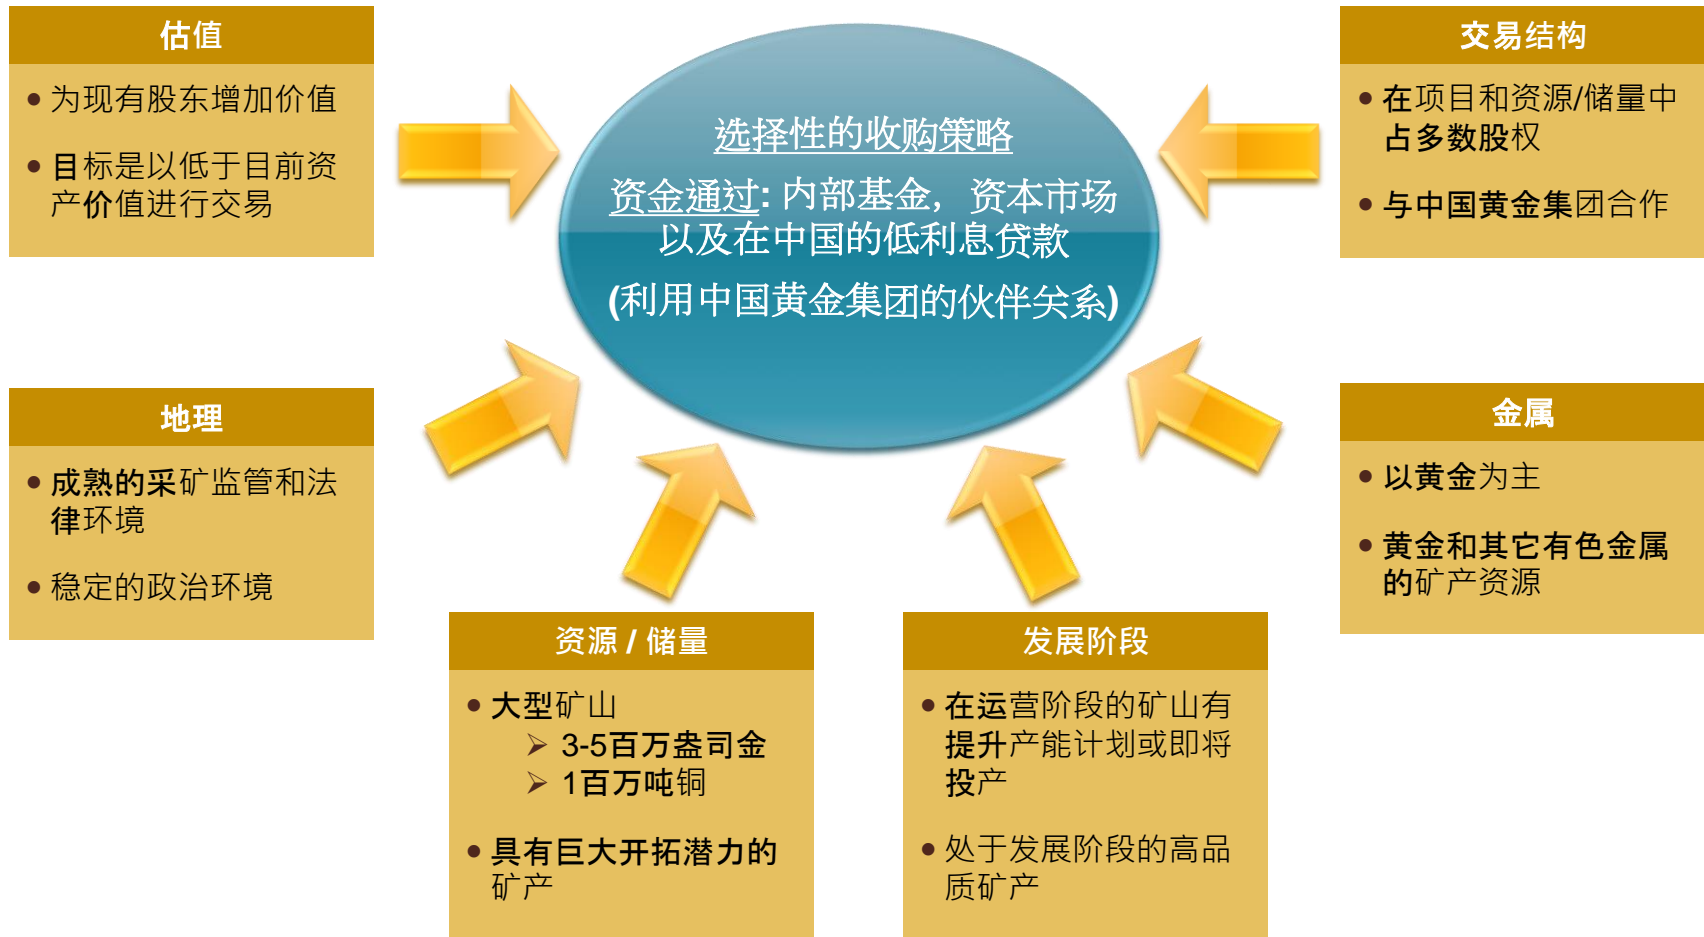 估值
• 为现有股东增加价值
• 目标是以低于目前资
产价值进行交易
选择性的收购策略
资金通过: 内部基金，资本市场
以及在中国的低利息贷款
(利用中国黄金集团的伙伴关系)
交易结构
• 在项目和资源/储量中
占多数股权
• 与中国黄金集团合作
地理
• 成熟的采矿监管和法
律环境
• 稳定的政治环境
金属
• 以黄金为主
• 黄金和其它有色金属
的矿产资源
资源 / 储量
• 大型矿山
➢ 3-5百万盎司金
➢ 1百万吨铜
• 具有巨大开拓潜力的
矿产
发展阶段
• 在运营阶段的矿山有
提升产能计划或即将
投产
• 处于发展阶段的高品
质矿产